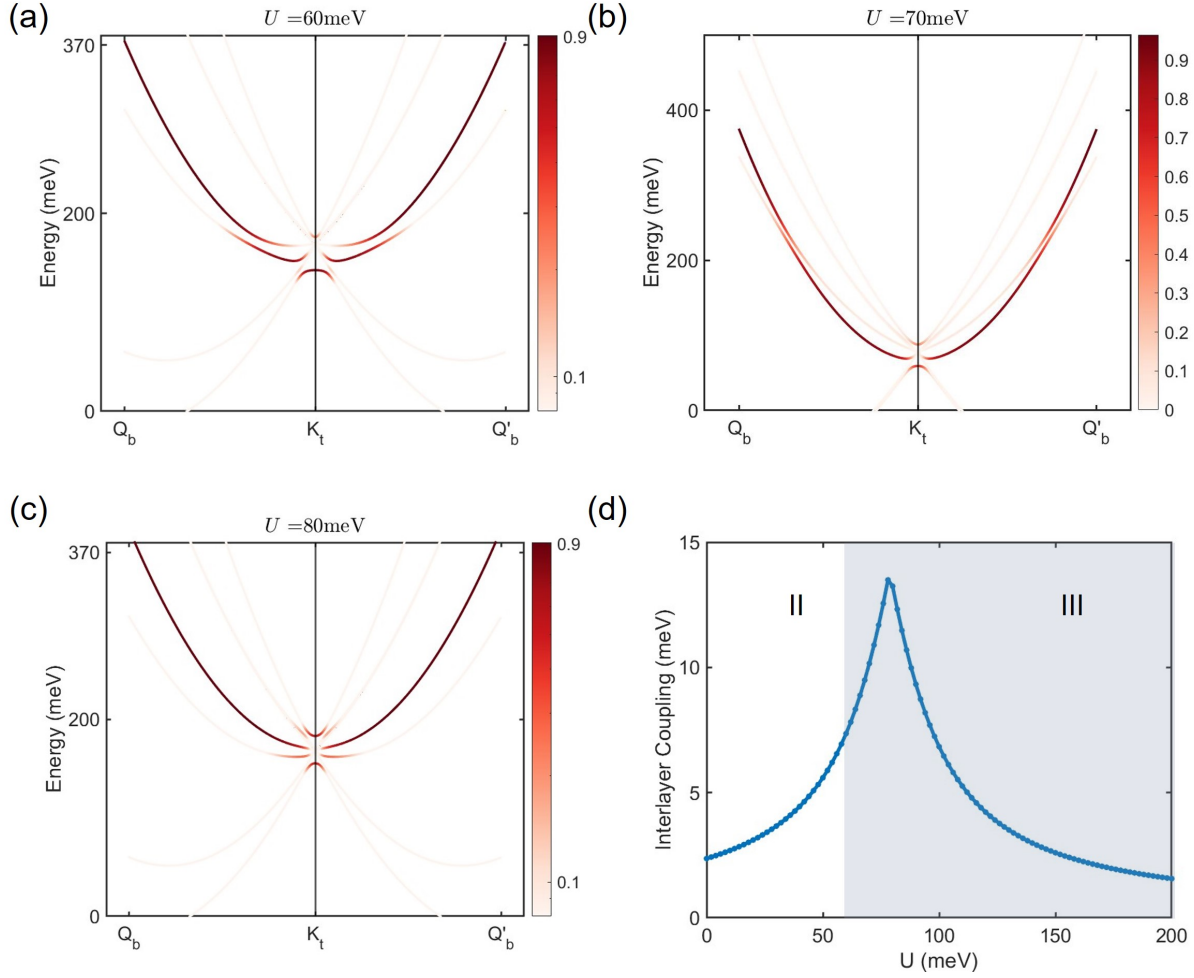 (a)
U =60meV
370
200
0
Energy (meV)
Q_b
K_t
Q'_b
0.9
0.1
(b)
U =70meV
400
200
0
Energy (meV)
Q_b
K_t
Q'_b
0.9
0.8
0.7
0.6
0.5
0.4
0.3
0.2
0.1
0
(c)
U =80meV
370
200
0
Energy (meV)
Q_b
K_t
Q'_b
0.9
0.1
(d)
15
10
5
0
Interlayer Coupling (meV)
II
III
0
50
100
150
200
U (meV)